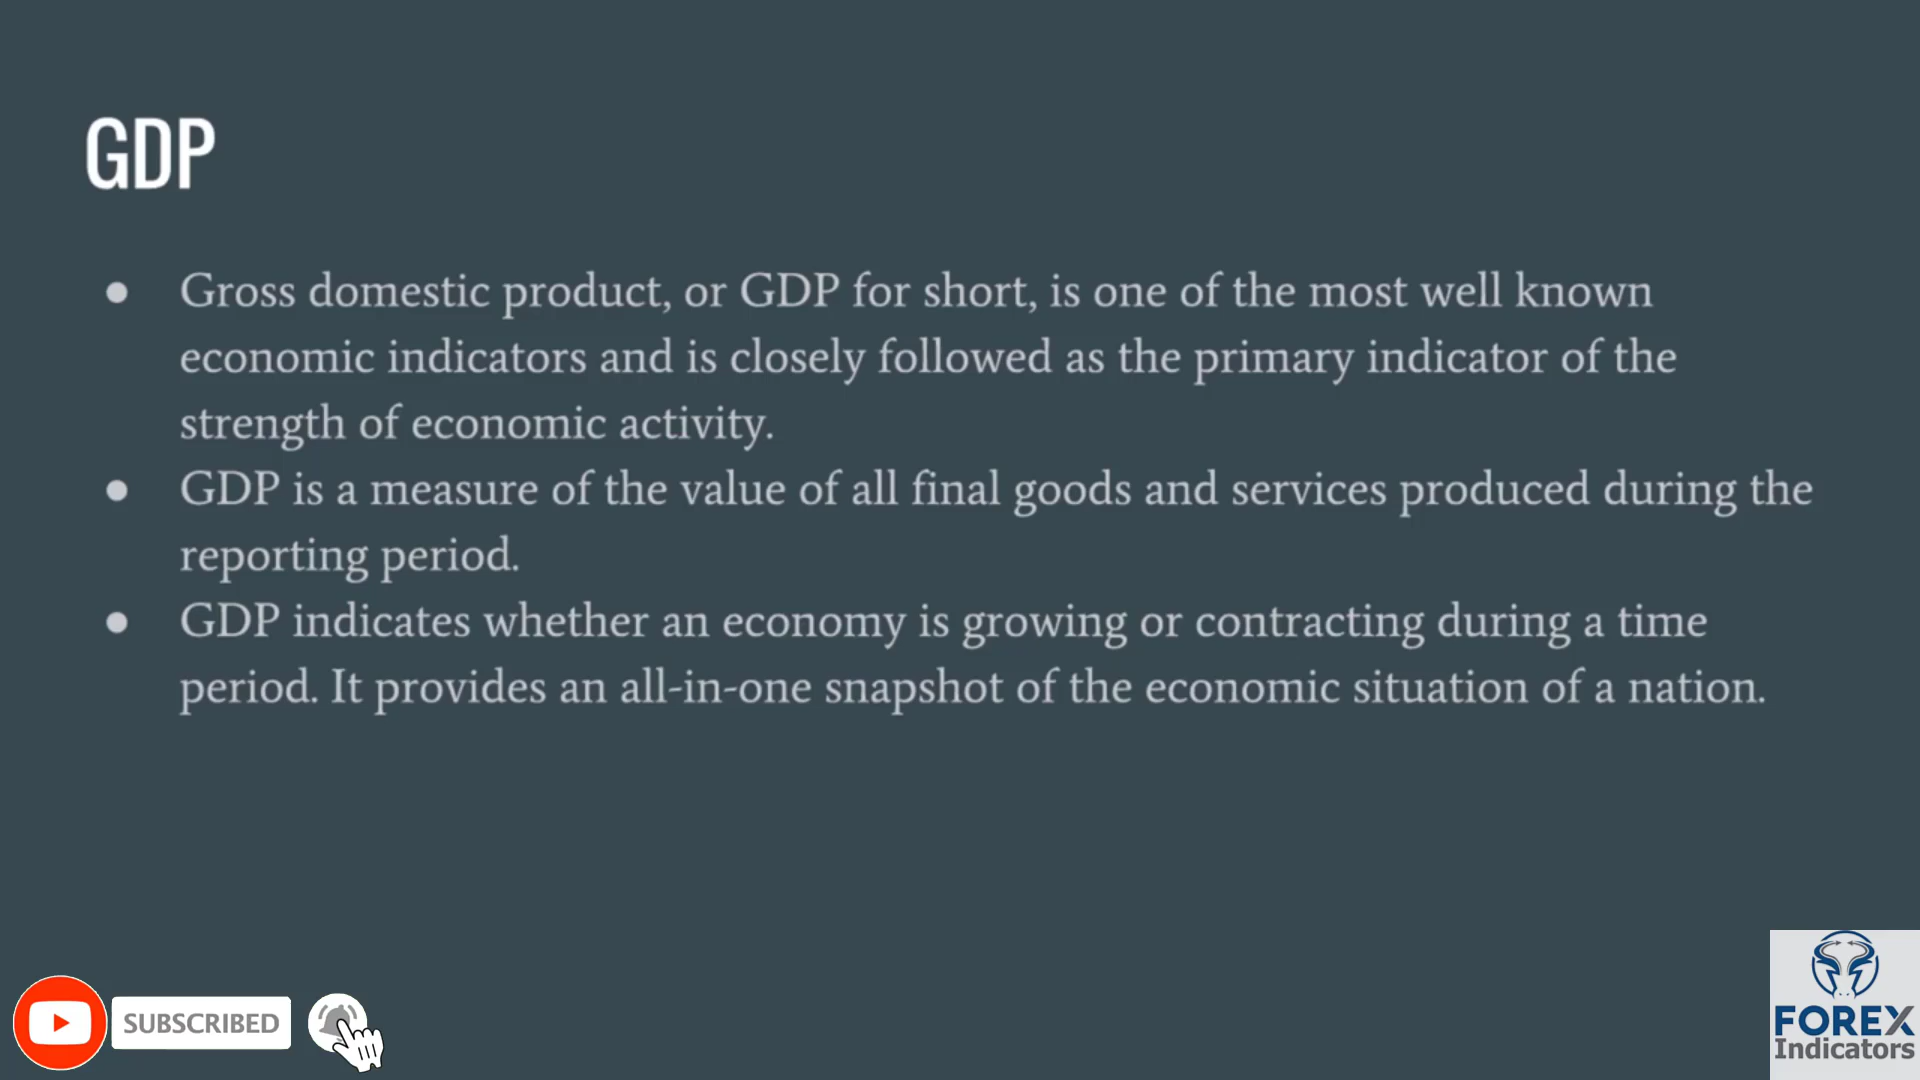 GDP
● Gross domestic product, or GDP for short, is one of the most well known
economic indicators and is closely followed as the primary indicator of the
strength of economic activity.
● GDP is a measure of the value of all final goods and services produced during the
reporting period.
● GDP indicates whether an economy is growing or contracting during a time
period. It provides an all-in-one snapshot of the economic situation of a nation.
SUBSCRIBED
FOREX
Indicators